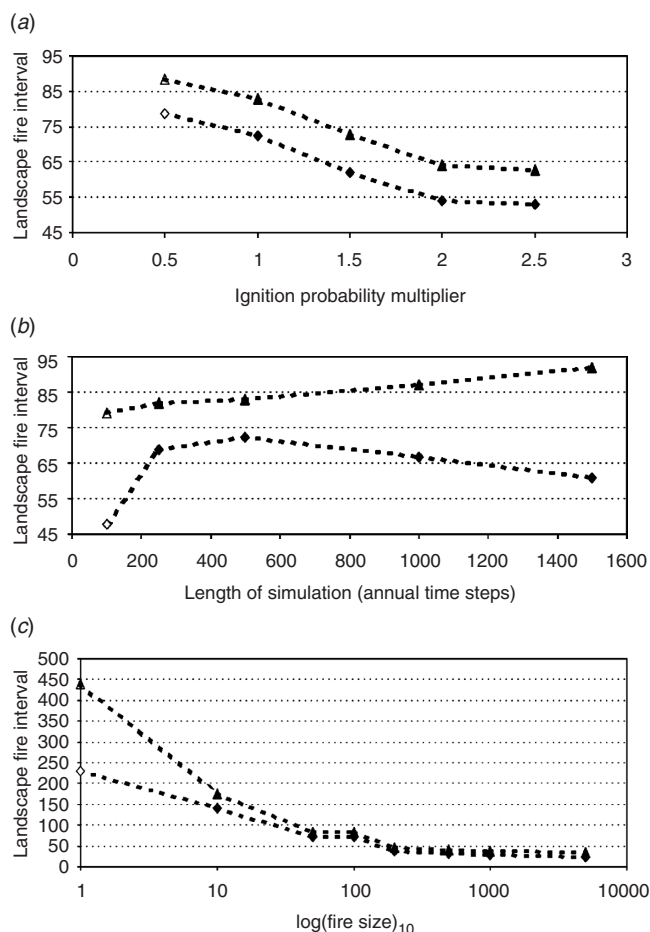 (a)
95
85
75
65
55
45
Landscape fire interval
0 0.5 1 1.5 2 2.5 3
Ignition probability multiplier
(b)
95
85
75
65
55
45
Landscape fire interval
0 200 400 600 800 1000 1200 1400 1600
Length of simulation (annual time steps)
(c)
500
450
400
350
300
250
200
150
100
50
0
Landscape fire interval
1 10 100 1000 10000
log(fire size)10